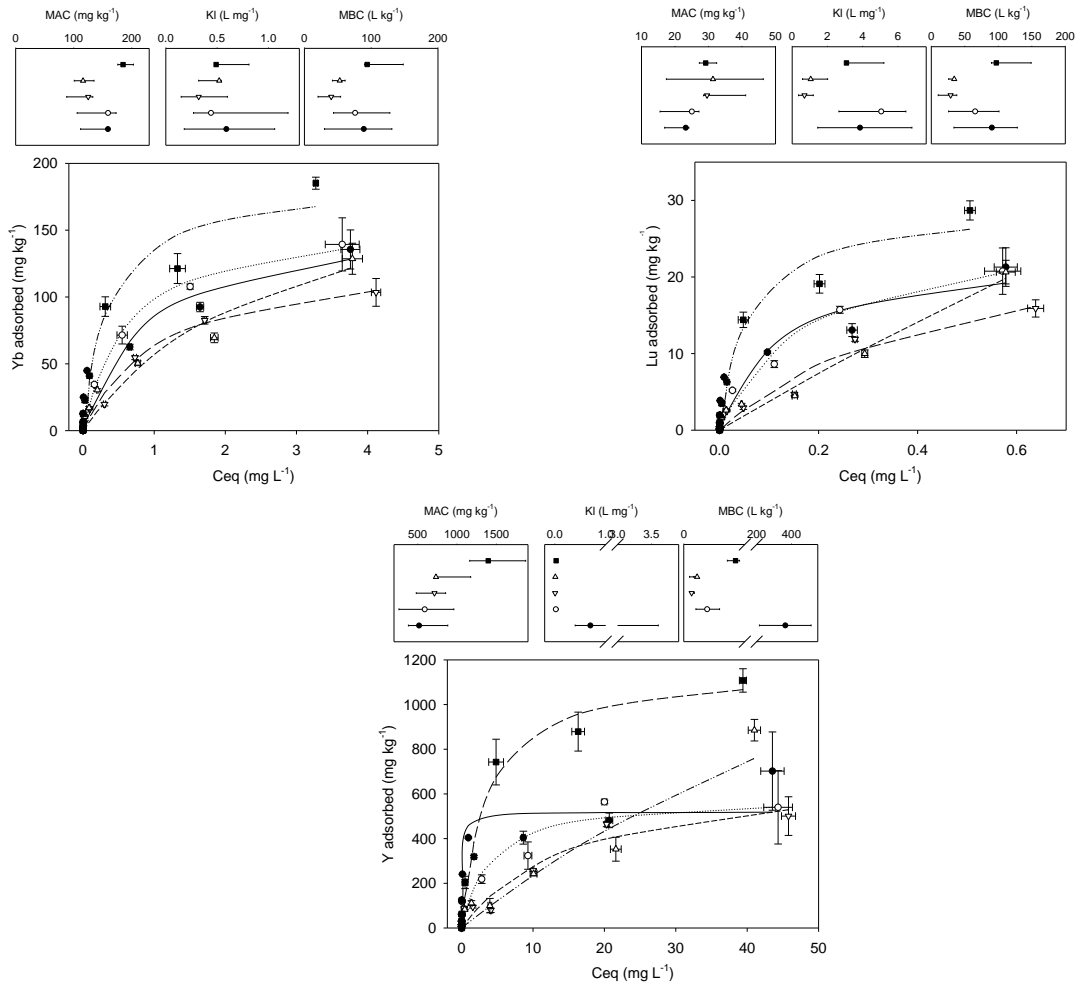 MAC (mg kg⁻¹) Kl (L mg⁻¹) MBC (L kg⁻¹)
0 100 200 0.0 0.5 1.0 0 50 100 150 200
Yb adsorbed (mg kg⁻¹)
200
150
100
50
0
0 1 2 3 4 5
Ceq (mg L⁻¹)
MAC (mg kg⁻¹) Kl (L mg⁻¹) MBC (L kg⁻¹)
10 20 30 40 50 0 2 4 6 0 50 100 150 200
Lu adsorbed (mg kg⁻¹)
30
20
10
0
0.0 0.2 0.4 0.6
Ceq (mg L⁻¹)
MAC (mg kg⁻¹) Kl (L mg⁻¹) MBC (L kg⁻¹)
500 1000 1500 0.0 1.0 3.0 3.5 0 200 400
Y adsorbed (mg kg⁻¹)
1200
1000
800
600
400
200
0
0 10 20 30 40 50
Ceq (mg L⁻¹)